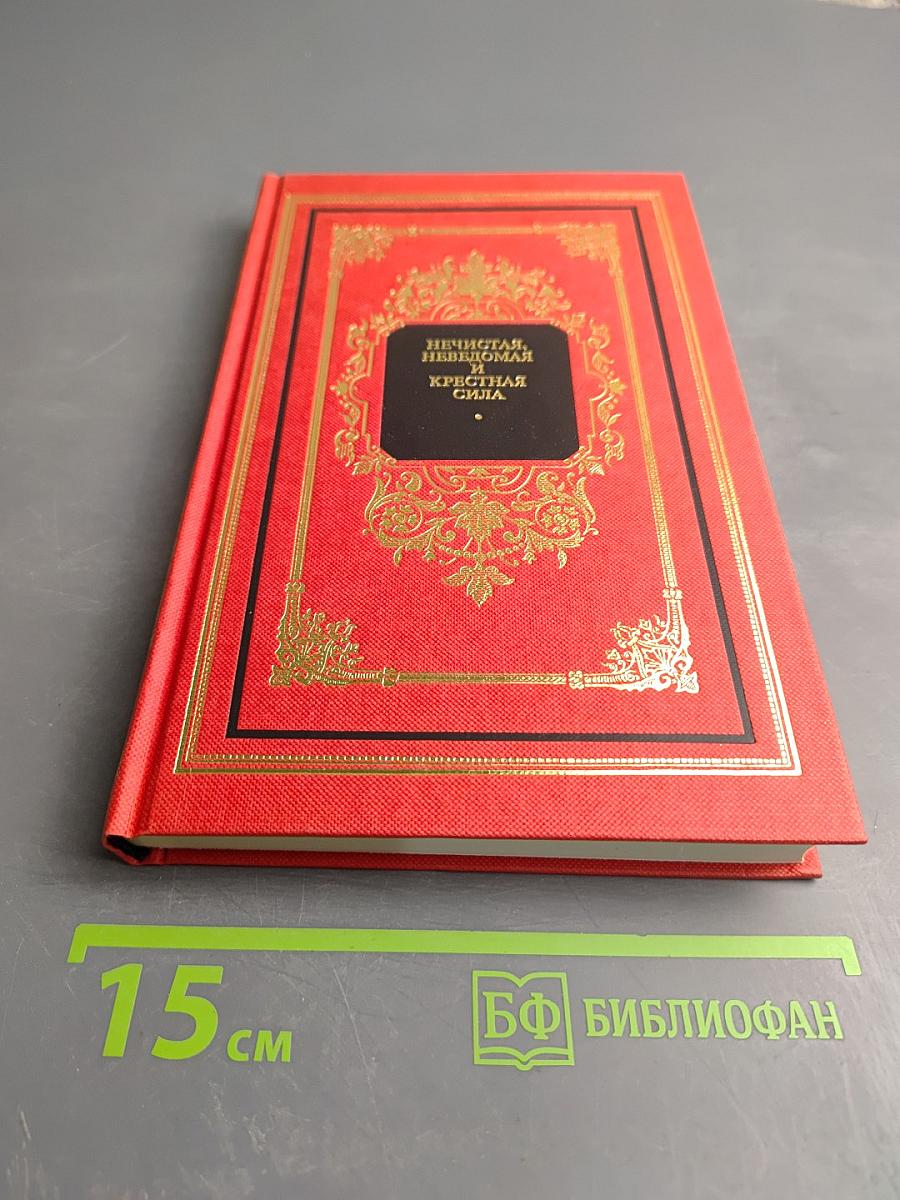 НЕЧИСТАЯ,
НЕВЕДОМАЯ
И
КРЕСТНАЯ
СИЛА
15 см
БФ БИБЛИОФАН